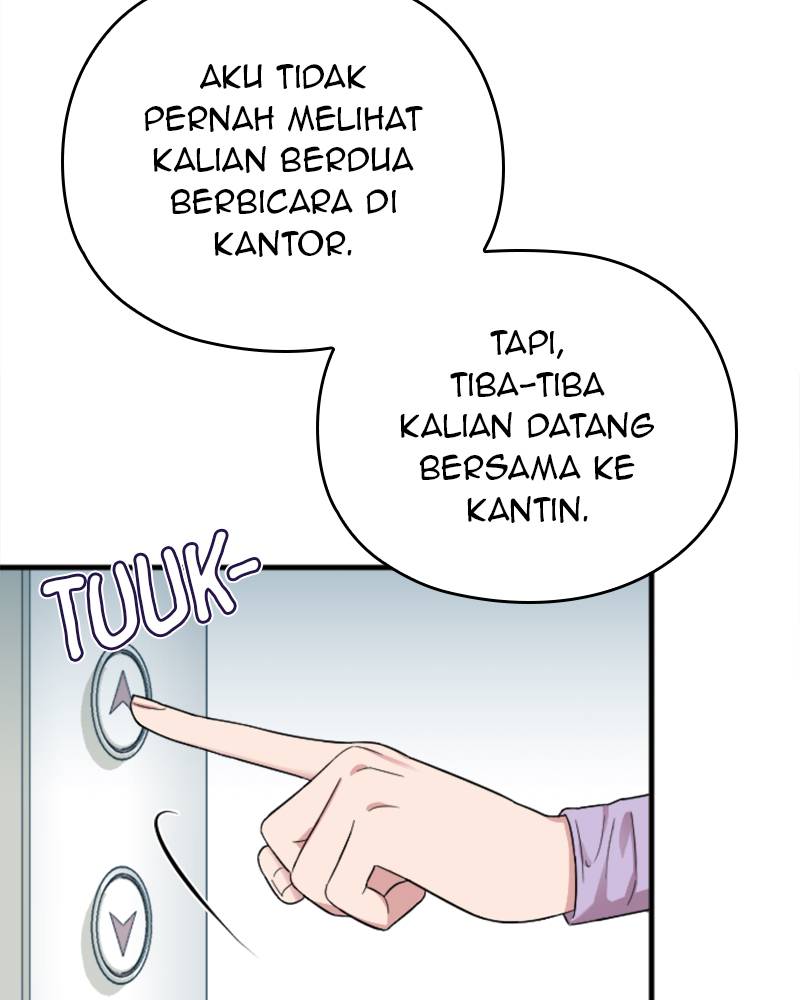 AKU TIDAK
PERNAH MELIHAT
KALIAN BERDUA
BERBICARA DI
KANTOR.
TAPI,
TIBA-TIBA
KALIAN DATANG
BERSAMA KE
KANTIN.
TUUK-